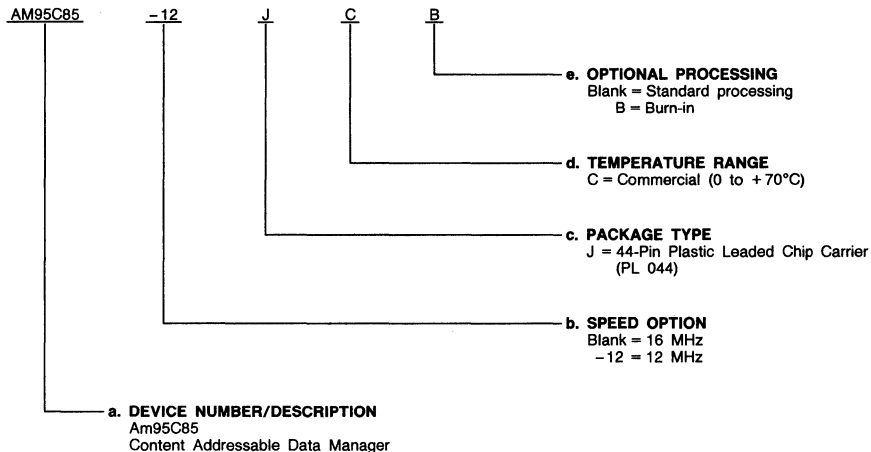 AM95C85 -12 J C B
e. OPTIONAL PROCESSING
Blank = Standard processing
B = Burn-in
d. TEMPERATURE RANGE
C = Commercial (0 to +70°C)
c. PACKAGE TYPE
J = 44-Pin Plastic Leaded Chip Carrier
(PL 044)
b. SPEED OPTION
Blank = 16 MHz
-12 = 12 MHz
a. DEVICE NUMBER/DESCRIPTION
Am95C85
Content Addressable Data Manager